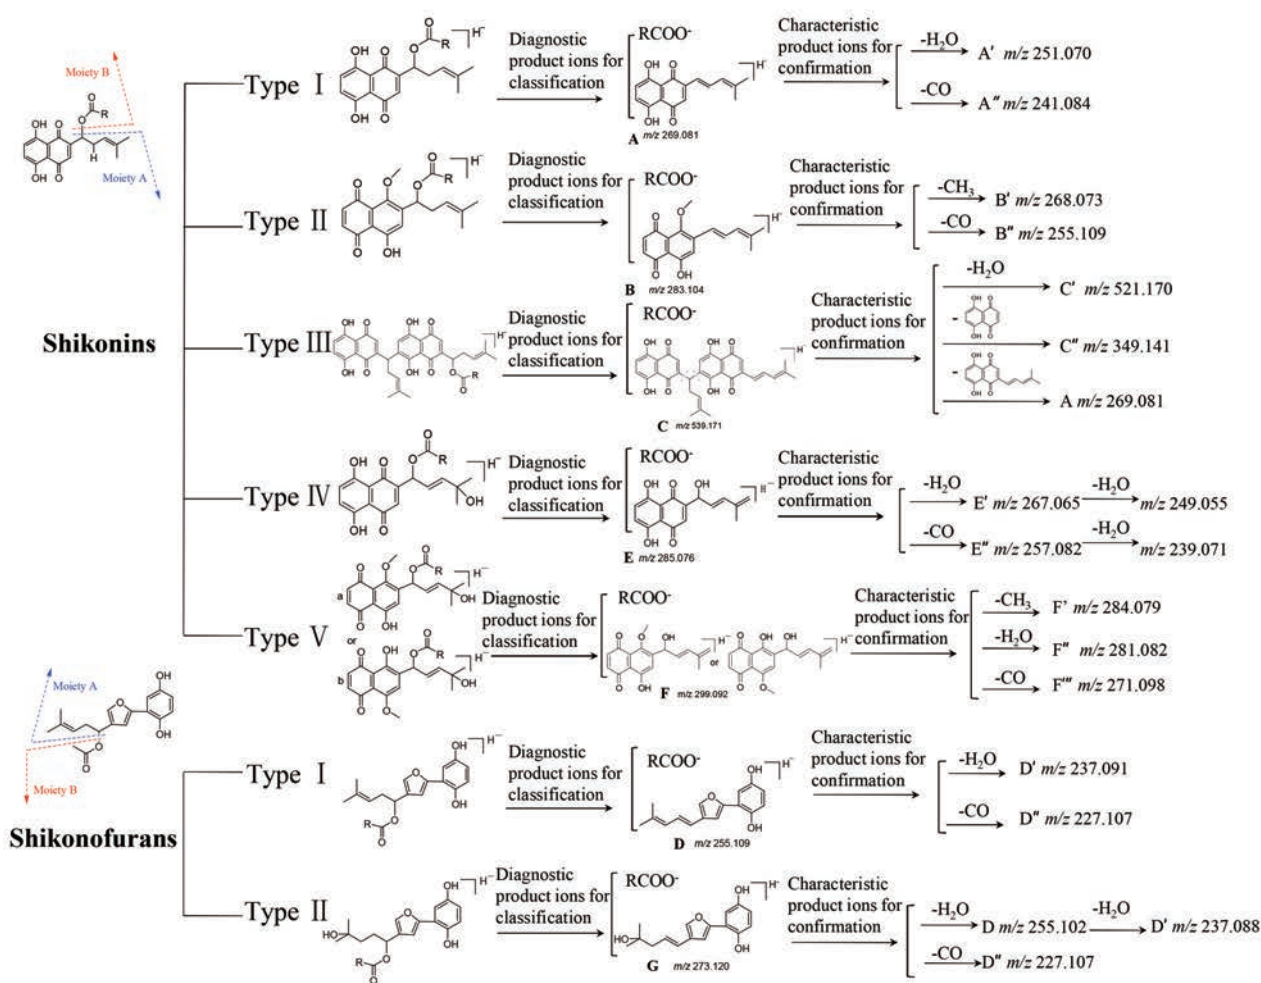 Shikonins
Moiety B
Moiety A
Type I
Diagnostic
product ions for
classification
RCOO-
A m/z 269.081
Characteristic
product ions for
confirmation
-H2O
A' m/z 251.070
-CO
A" m/z 241.084
Type II
Diagnostic
product ions for
classification
RCOO-
B m/z 283.104
Characteristic
product ions for
confirmation
-CH3
B' m/z 268.073
-CO
B" m/z 255.109
Type III
Diagnostic
product ions for
classification
RCOO-
C m/z 539.171
Characteristic
product ions for
confirmation
-H2O
C' m/z 521.170
-
C" m/z 349.141
-
A m/z 269.081
Type IV
Diagnostic
product ions for
classification
RCOO-
E m/z 285.076
Characteristic
product ions for
confirmation
-H2O
E' m/z 267.065
-H2O
m/z 249.055
-CO
E" m/z 257.082
-H2O
m/z 239.071
Type V
a
or
b
Diagnostic
product ions for
classification
RCOO-
or
F m/z 299.092
Characteristic
product ions for
confirmation
-CH3
F' m/z 284.079
-H2O
F" m/z 281.082
-CO
F"' m/z 271.098
Shikonofurans
Moiety A
Moiety B
Type I
Diagnostic
product ions for
classification
RCOO-
D m/z 255.109
Characteristic
product ions for
confirmation
-H2O
D' m/z 237.091
-CO
D" m/z 227.107
Type II
Diagnostic
product ions for
classification
RCOO-
G m/z 273.120
Characteristic
product ions for
confirmation
-H2O
D m/z 255.102
-H2O
D' m/z 237.088
-CO
D" m/z 227.107